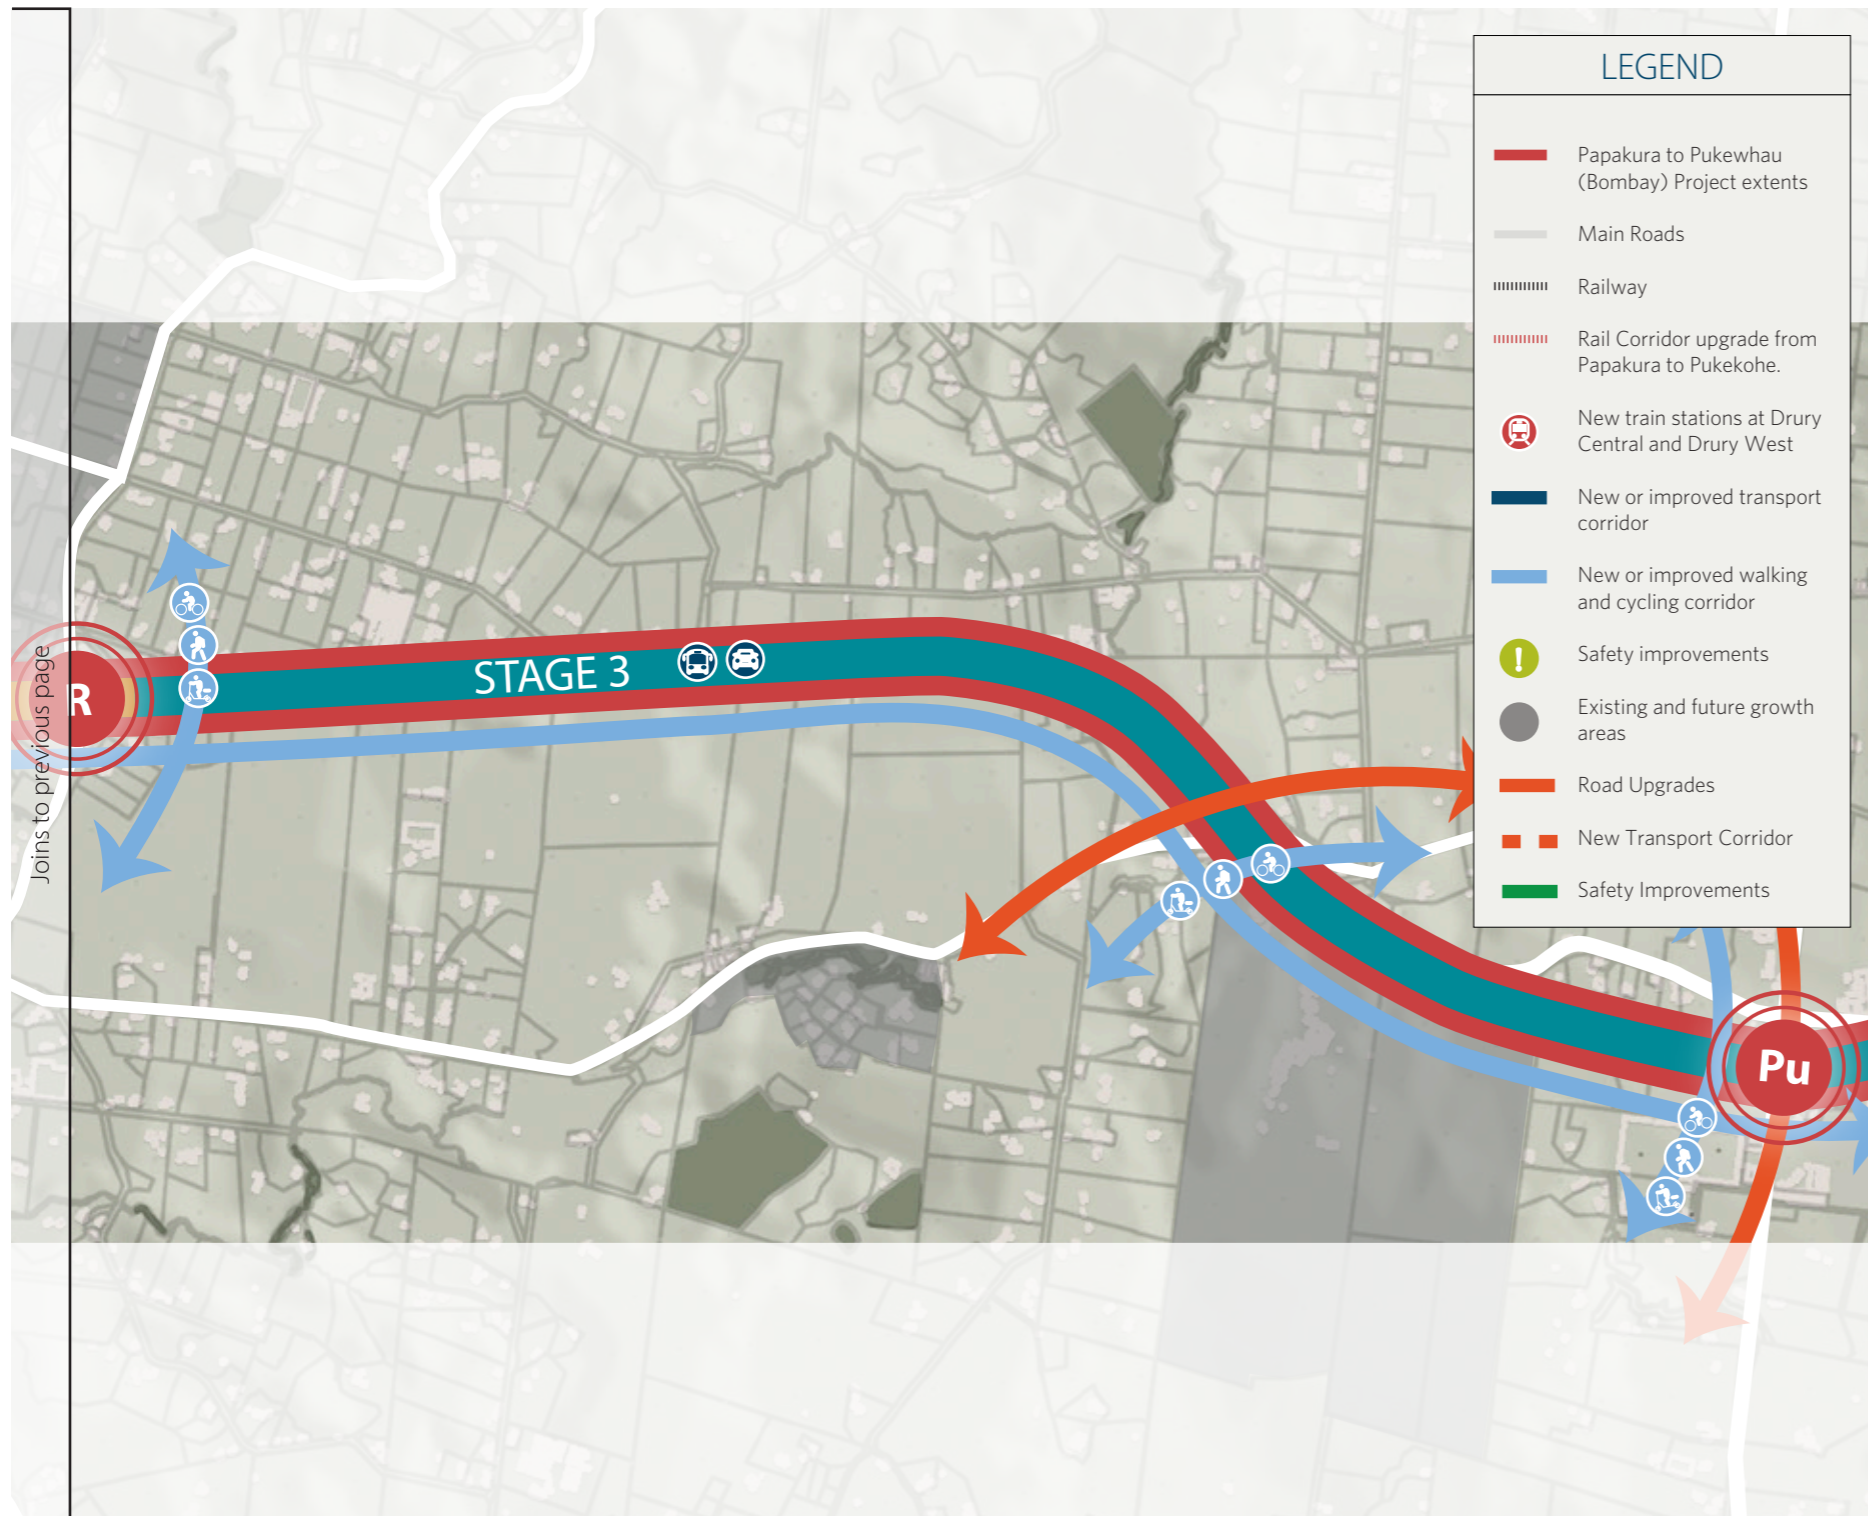 Joins to previous page
R
STAGE 3
Pu
LEGEND
Papakura to Pukewhau
(Bombay) Project extents
Main Roads
Railway
Rail Corridor upgrade from
Papakura to Pukekohe.
New train stations at Drury
Central and Drury West
New or improved transport
corridor
New or improved walking
and cycling corridor
!
Safety improvements
Existing and future growth
areas
Road Upgrades
New Transport Corridor
Safety Improvements